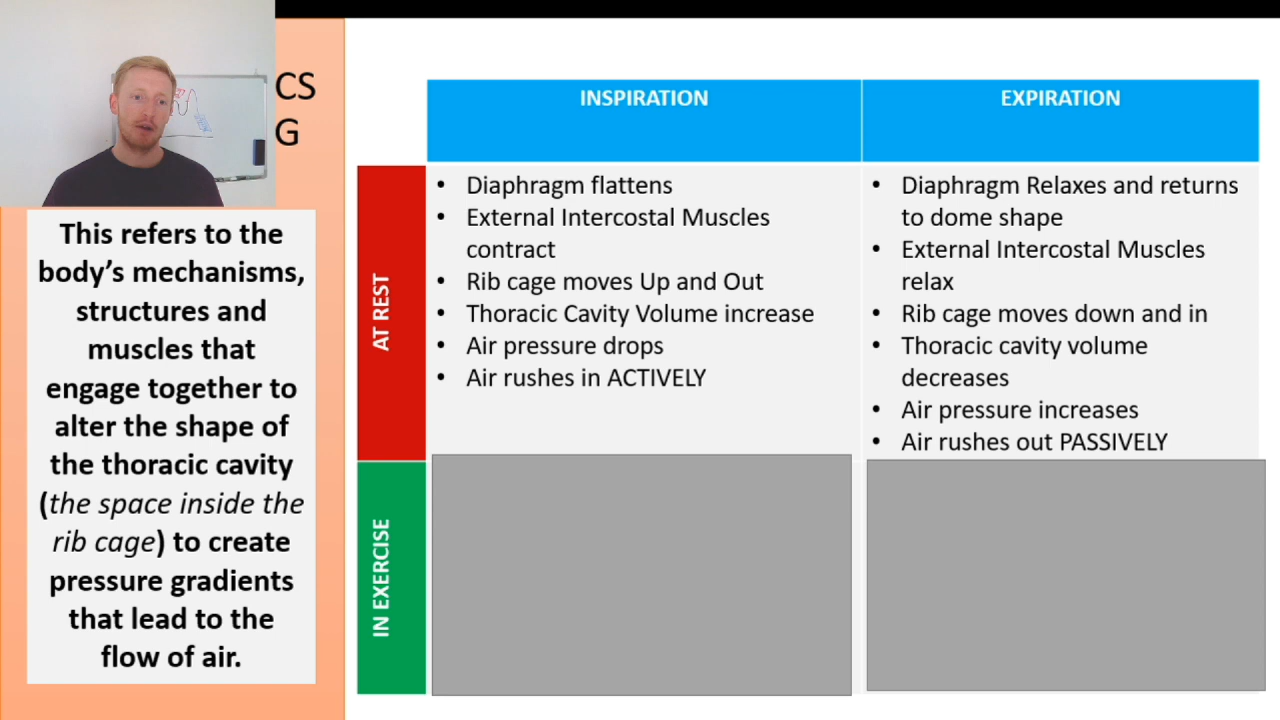 CS
G
This refers to the
body’s mechanisms,
structures and
muscles that
engage together to
alter the shape of
the thoracic cavity
(the space inside the
rib cage) to create
pressure gradients
that lead to the
flow of air.
INSPIRATION
EXPIRATION
AT REST
• Diaphragm flattens
• External Intercostal Muscles
contract
• Rib cage moves Up and Out
• Thoracic Cavity Volume increase
• Air pressure drops
• Air rushes in ACTIVELY
• Diaphragm Relaxes and returns
to dome shape
• External Intercostal Muscles
relax
• Rib cage moves down and in
• Thoracic cavity volume
decreases
• Air pressure increases
• Air rushes out PASSIVELY
IN EXERCISE